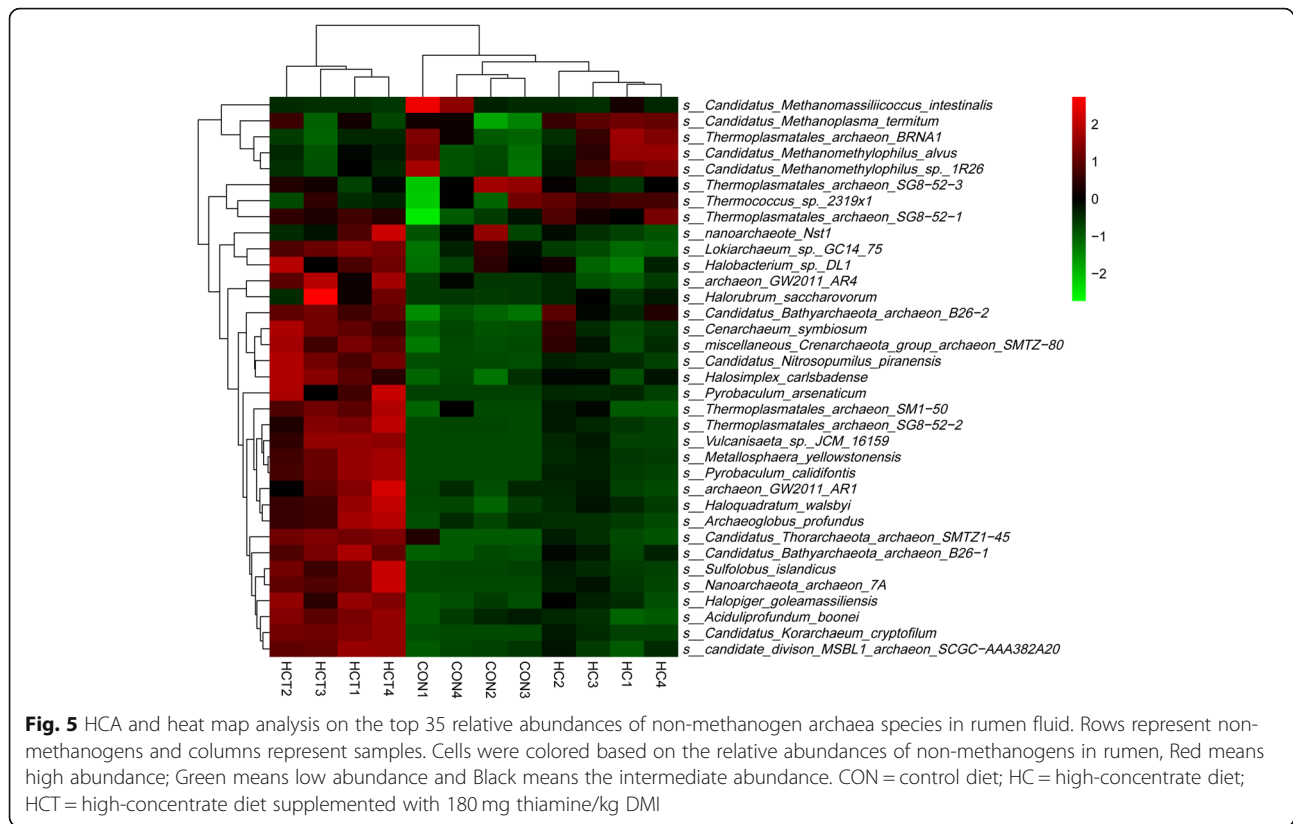 s__Candidatus_Methanomassiliicoccus_intestinalis
s__Candidatus_Methanoplasma_termitum
s__Thermoplasmatales_archaeon_BRNA1
s__Candidatus_Methanomethylophilus_alvus
s__Candidatus_Methanomethylophilus_sp._1R26
s__Thermoplasmatales_archaeon_SG8−52−3
s__Thermococcus_sp._2319x1
s__Thermoplasmatales_archaeon_SG8−52−1
s__nanoarchaeote_Nst1
s__Lokiarchaeum_sp._GC14_75
s__Halobacterium_sp._DL1
s__archaeon_GW2011_AR4
s__Halorubrum_saccharovorum
s__Candidatus_Bathyarchaeota_archaeon_B26−2
s__Cenarchaeum_symbiosum
s__miscellaneous_Crenarchaeota_group_archaeon_SMTZ−80
s__Candidatus_Nitrosopumilus_piranensis
s__Halosimplex_carlsbadense
s__Pyrobaculum_arsenaticum
s__Thermoplasmatales_archaeon_SM1−50
s__Thermoplasmatales_archaeon_SG8−52−2
s__Vulcanisaeta_sp._JCM_16159
s__Metallosphaera_yellowstonensis
s__Pyrobaculum_calidifontis
s__archaeon_GW2011_AR1
s__Haloquadratum_walsbyi
s__Archaeoglobus_profundus
s__Candidatus_Thorarchaeota_archaeon_SMTZ1−45
s__Candidatus_Bathyarchaeota_archaeon_B26−1
s__Sulfolobus_islandicus
s__Nanoarchaeota_archaeon_7A
s__Halopiger_goleamassiliensis
s__Aciduliprofundum_boonei
s__Candidatus_Korarchaeum_cryptofilum
s__candidate_divison_MSBL1_archaeon_SCGC−AAA382A20
2
1
0
−1
−2
HCT2 HCT3 HCT1 HCT4 CON1 CON4 CON2 CON3 HC2 HC3 HC1 HC4
Fig. 5 HCA and heat map analysis on the top 35 relative abundances of non-methanogen archaea species in rumen fluid. Rows represent non-
methanogens and columns represent samples. Cells were colored based on the relative abundances of non-methanogens in rumen, Red means
high abundance; Green means low abundance and Black means the intermediate abundance. CON = control diet; HC = high-concentrate diet;
HCT = high-concentrate diet supplemented with 180 mg thiamine/kg DMI